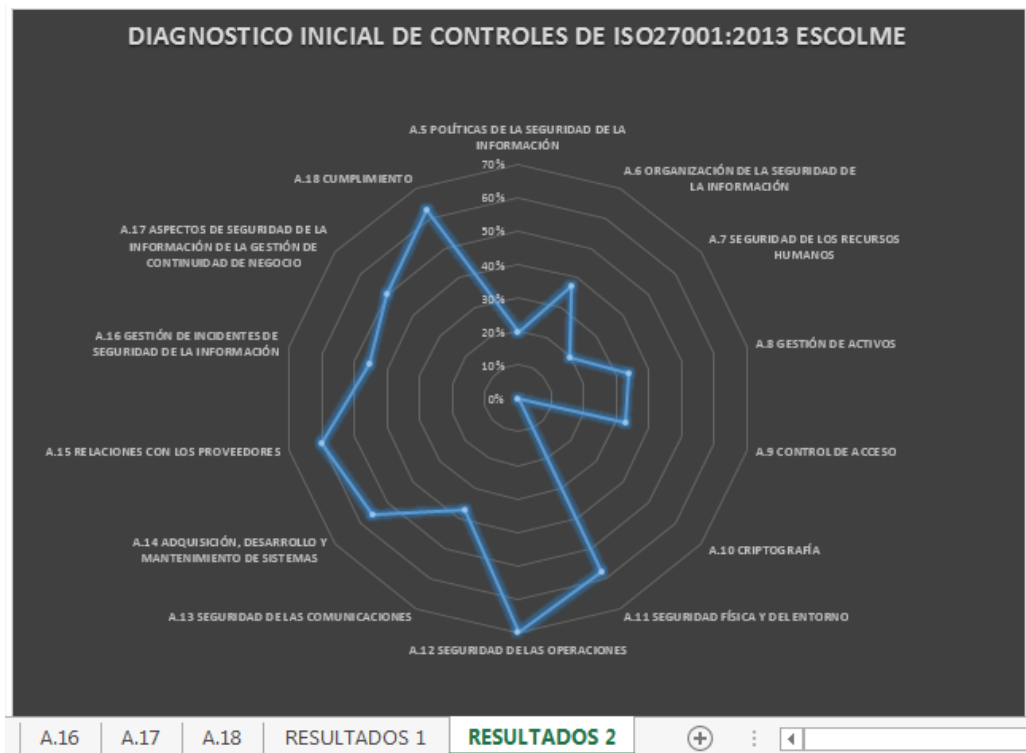 DIAGNOSTICO INICIAL DE CONTROLES DE ISO27001:2013 ESCOLME
A.5 POLÍTICAS DE LA SEGURIDAD DE LA
INFORMACIÓN
A.6 ORGANIZACIÓN DE LA SEGURIDAD DE
LA INFORMACIÓN
A.7 SEGURIDAD DE LOS RECURSOS
HUMANOS
A.8 GESTIÓN DE ACTIVOS
A.9 CONTROL DE ACCESO
A.10 CRIPTOGRAFÍA
A.11 SEGURIDAD FÍSICA Y DEL ENTORNO
A.12 SEGURIDAD DE LAS OPERACIONES
A.13 SEGURIDAD DE LAS COMUNICACIONES
A.14 ADQUISICIÓN, DESARROLLO Y
MANTENIMIENTO DE SISTEMAS
A.15 RELACIONES CON LOS PROVEEDORES
A.16 GESTIÓN DE INCIDENTES DE
SEGURIDAD DE LA INFORMACIÓN
A.17 ASPECTOS DE SEGURIDAD DE LA
INFORMACIÓN DE LA GESTIÓN DE
CONTINUIDAD DE NEGOCIO
A.18 CUMPLIMIENTO
70%
60%
50%
40%
30%
20%
10%
0%
A.16
A.17
A.18
RESULTADOS 1
RESULTADOS 2